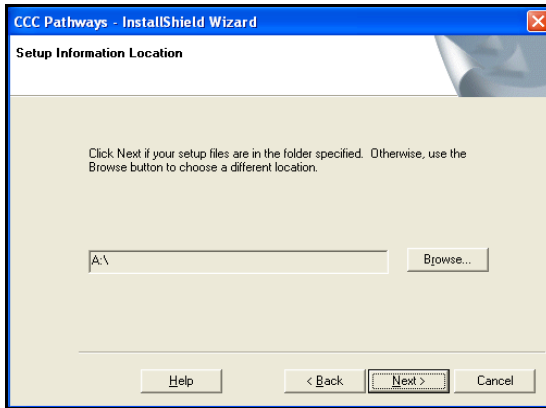 CCC Pathways - InstallShield Wizard
Setup Information Location
Click Next if your setup files are in the folder specified. Otherwise, use the
Browse button to choose a different location.
A:\
Browse...
Help
< Back
Next >
Cancel